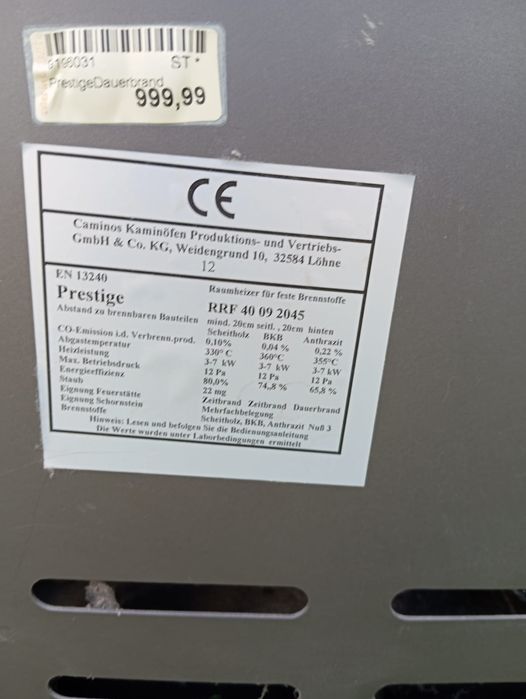 9196031 ST*
PrestigeDauerbrand
999,99
CE
Caminos Kaminöfen Produktions- und Vertriebs-
GmbH & Co. KG, Weidengrund 10, 32584 Löhne
12
EN 13240 Raumheizer für feste Brennstoffe
Prestige RRF 40 09 2045
Abstand zu brennbaren Bauteilen mind. 20cm seitl. , 20cm hinten
Scheitholz BKB Anthrazit
CO-Emission i.d. Verbrenn.prod. 0,10% 0,04 % 0,22 %
Abgastemperatur 330° C 360°C 355°C
Heizleistung 3-7 kW 3-7 kW 3-7 kW
Max. Betriebsdruck 12 Pa 12 Pa 12 Pa
Energieeffizienz 80,0% 74,8 % 65,8 %
Staub 22 mg
Eignung Feuerstätte Zeitbrand Zeitbrand Dauerbrand
Eignung Schornstein Mehrfachbelegung
Brennstoffe Scheitholz, BKB, Anthrazit Nuß 3
Hinweis: Lesen und befolgen Sie die Bedienungsanleitung
Die Werte wurden unter Laborbedingungen ermittelt